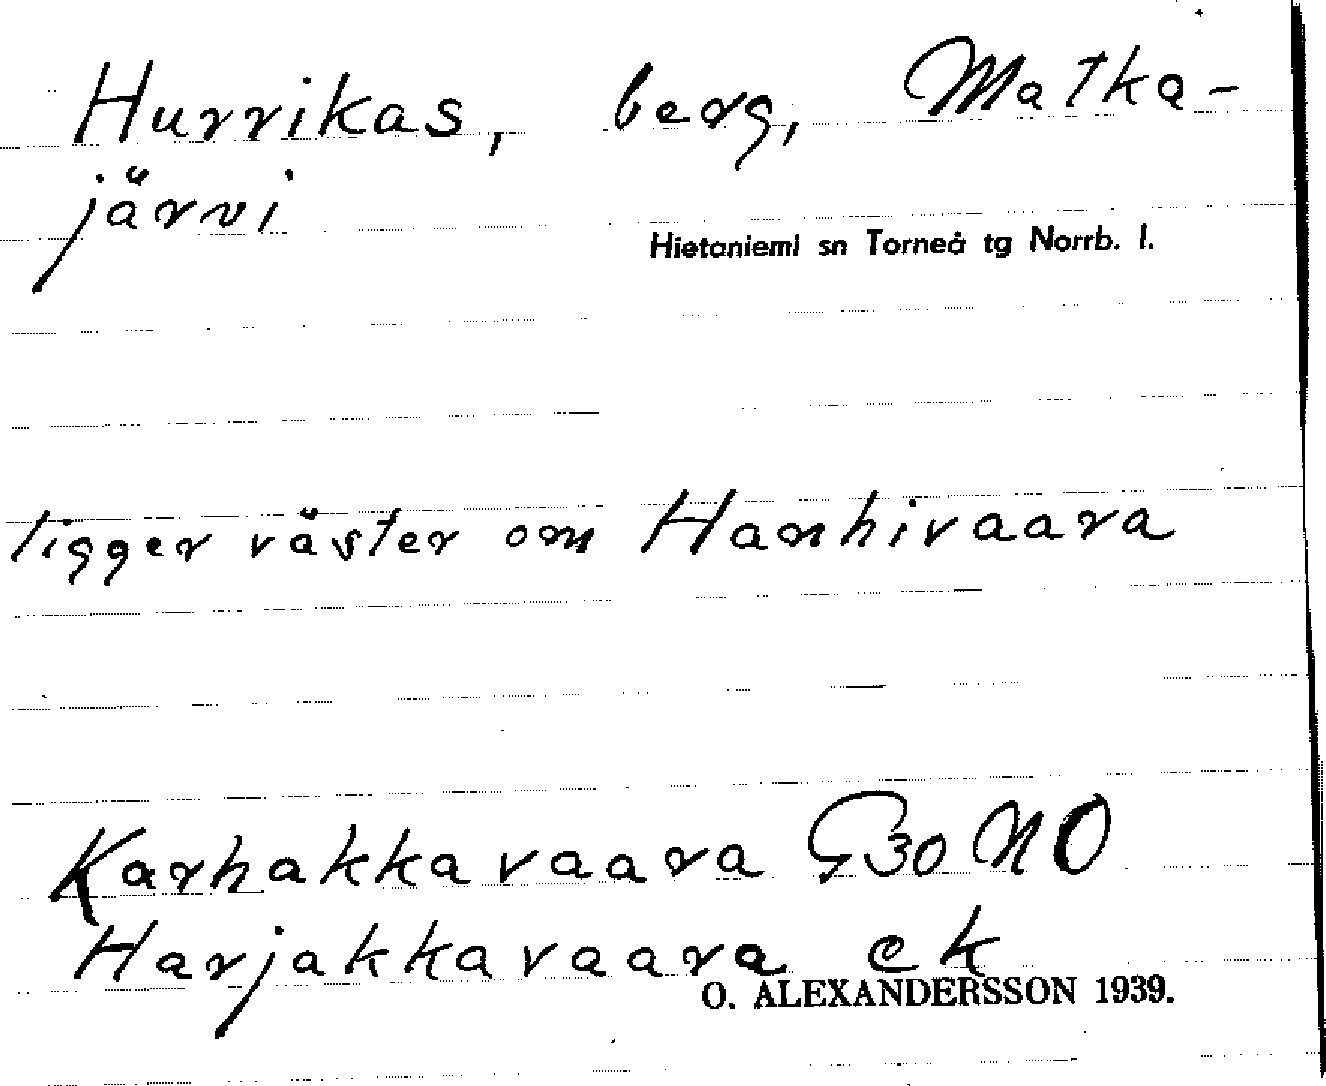 Hurrikas, berg, Matka-
järvi
Hietaniemi sn Torneå tg Norrb. l.
ligger väster om Hanhivaara
Karhakkavaara G30 NO
Harjakkavaara ek
O. ALEXANDERSSON 1939.